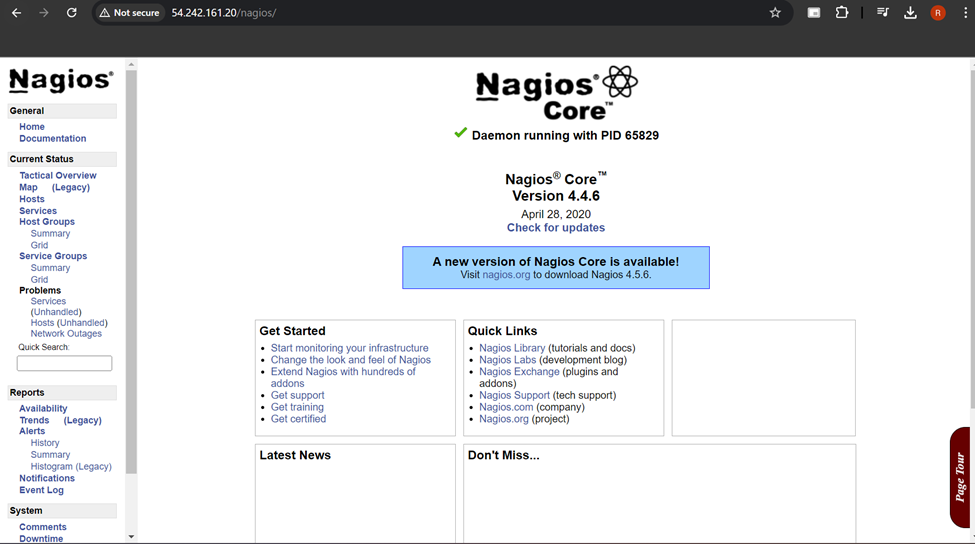 Not secure 54.242.161.20/nagios/
R
Nagios®
General
Home
Documentation
Current Status
Tactical Overview
Map (Legacy)
Hosts
Services
Host Groups
Summary
Grid
Service Groups
Summary
Grid
Problems
Services
(Unhandled)
Hosts (Unhandled)
Network Outages
Quick Search:
Reports
Availability
Trends (Legacy)
Alerts
History
Summary
Histogram (Legacy)
Notifications
Event Log
System
Comments
Downtime
Nagios®
Core™
Daemon running with PID 65829
Nagios® Core™
Version 4.4.6
April 28, 2020
Check for updates
A new version of Nagios Core is available!
Visit nagios.org to download Nagios 4.5.6.
Get Started
Start monitoring your infrastructure
Change the look and feel of Nagios
Extend Nagios with hundreds of
addons
Get support
Get training
Get certified
Quick Links
Nagios Library (tutorials and docs)
Nagios Labs (development blog)
Nagios Exchange (plugins and
addons)
Nagios Support (tech support)
Nagios.com (company)
Nagios.org (project)
Latest News
Don't Miss...
Page Tour